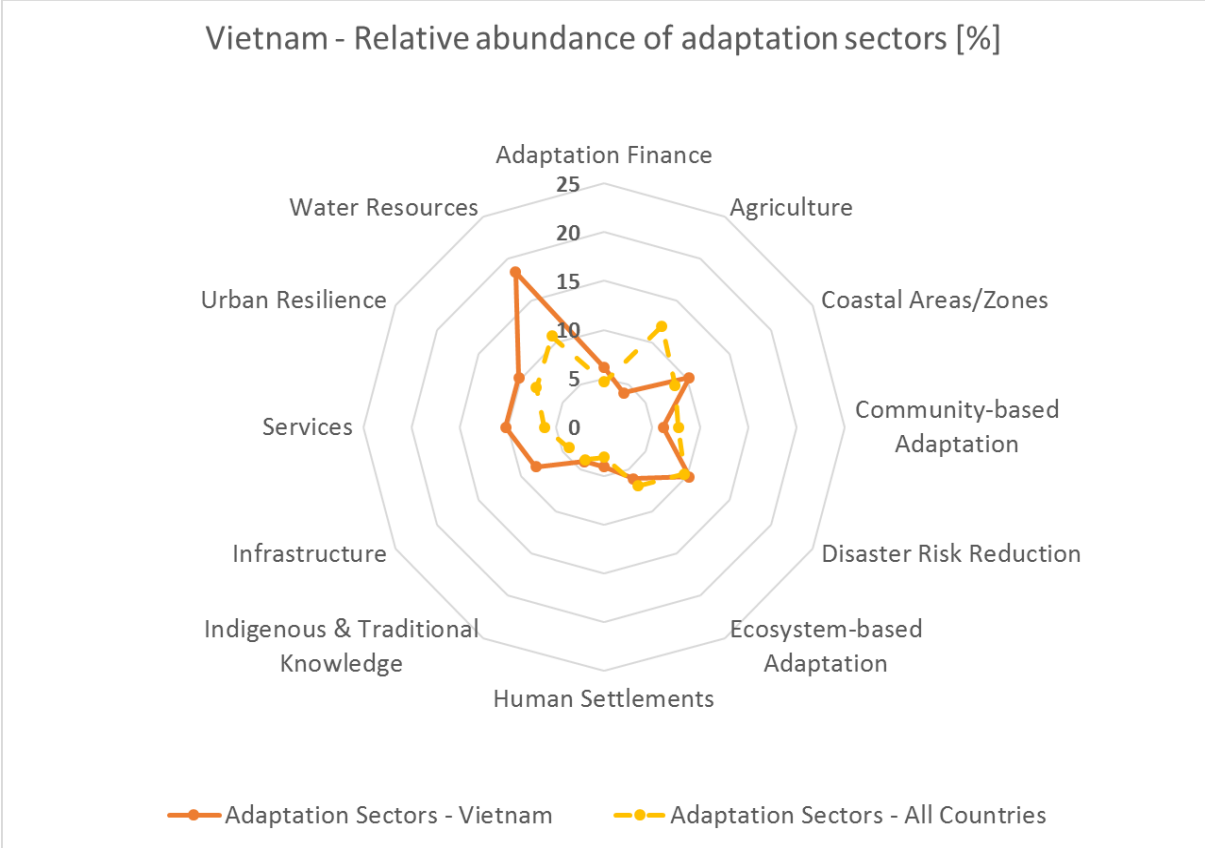 Vietnam - Relative abundance of adaptation sectors [%]
Adaptation Finance
25
Water Resources
Agriculture
20
Urban Resilience
15
Coastal Areas/Zones
10
5
Services
0
Community-based
Adaptation
Infrastructure
Disaster Risk Reduction
Indigenous & Traditional
Knowledge
Ecosystem-based
Adaptation
Human Settlements
Adaptation Sectors - Vietnam
Adaptation Sectors - All Countries